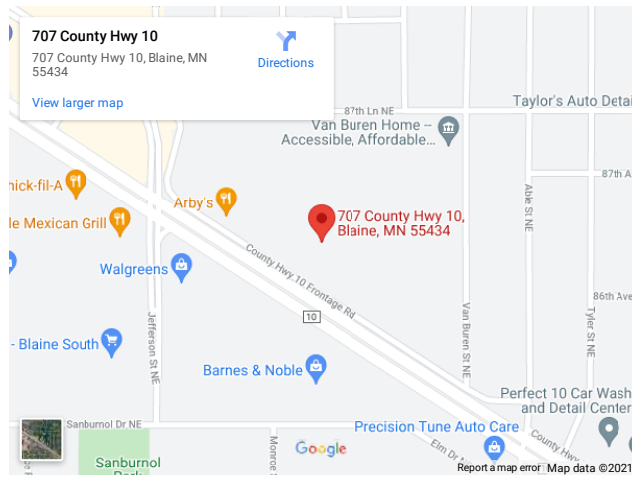 707 County Hwy 10
707 County Hwy 10, Blaine, MN
55434
Directions
View larger map
87th Ln NE
Taylor's Auto Detai
Van Buren Home –
Accessible, Affordable...
87th A
hick-fil-A
Arby's
Able St NE
707 County Hwy 10,
Blaine, MN 55434
le Mexican Grill
County Hwy 10 Frontage Rd
Walgreens
86th Ave
10
Jefferson St NE
Van Buren St NE
Tyler St NE
- Blaine South
Barnes & Noble
Perfect 10 Car Wash
and Detail Center
Sanburnol Dr NE
Precision Tune Auto Care
Monroe S
Google
Elm Dr N
County Hwy
Sanburnol
Report a map error
Map data ©2021